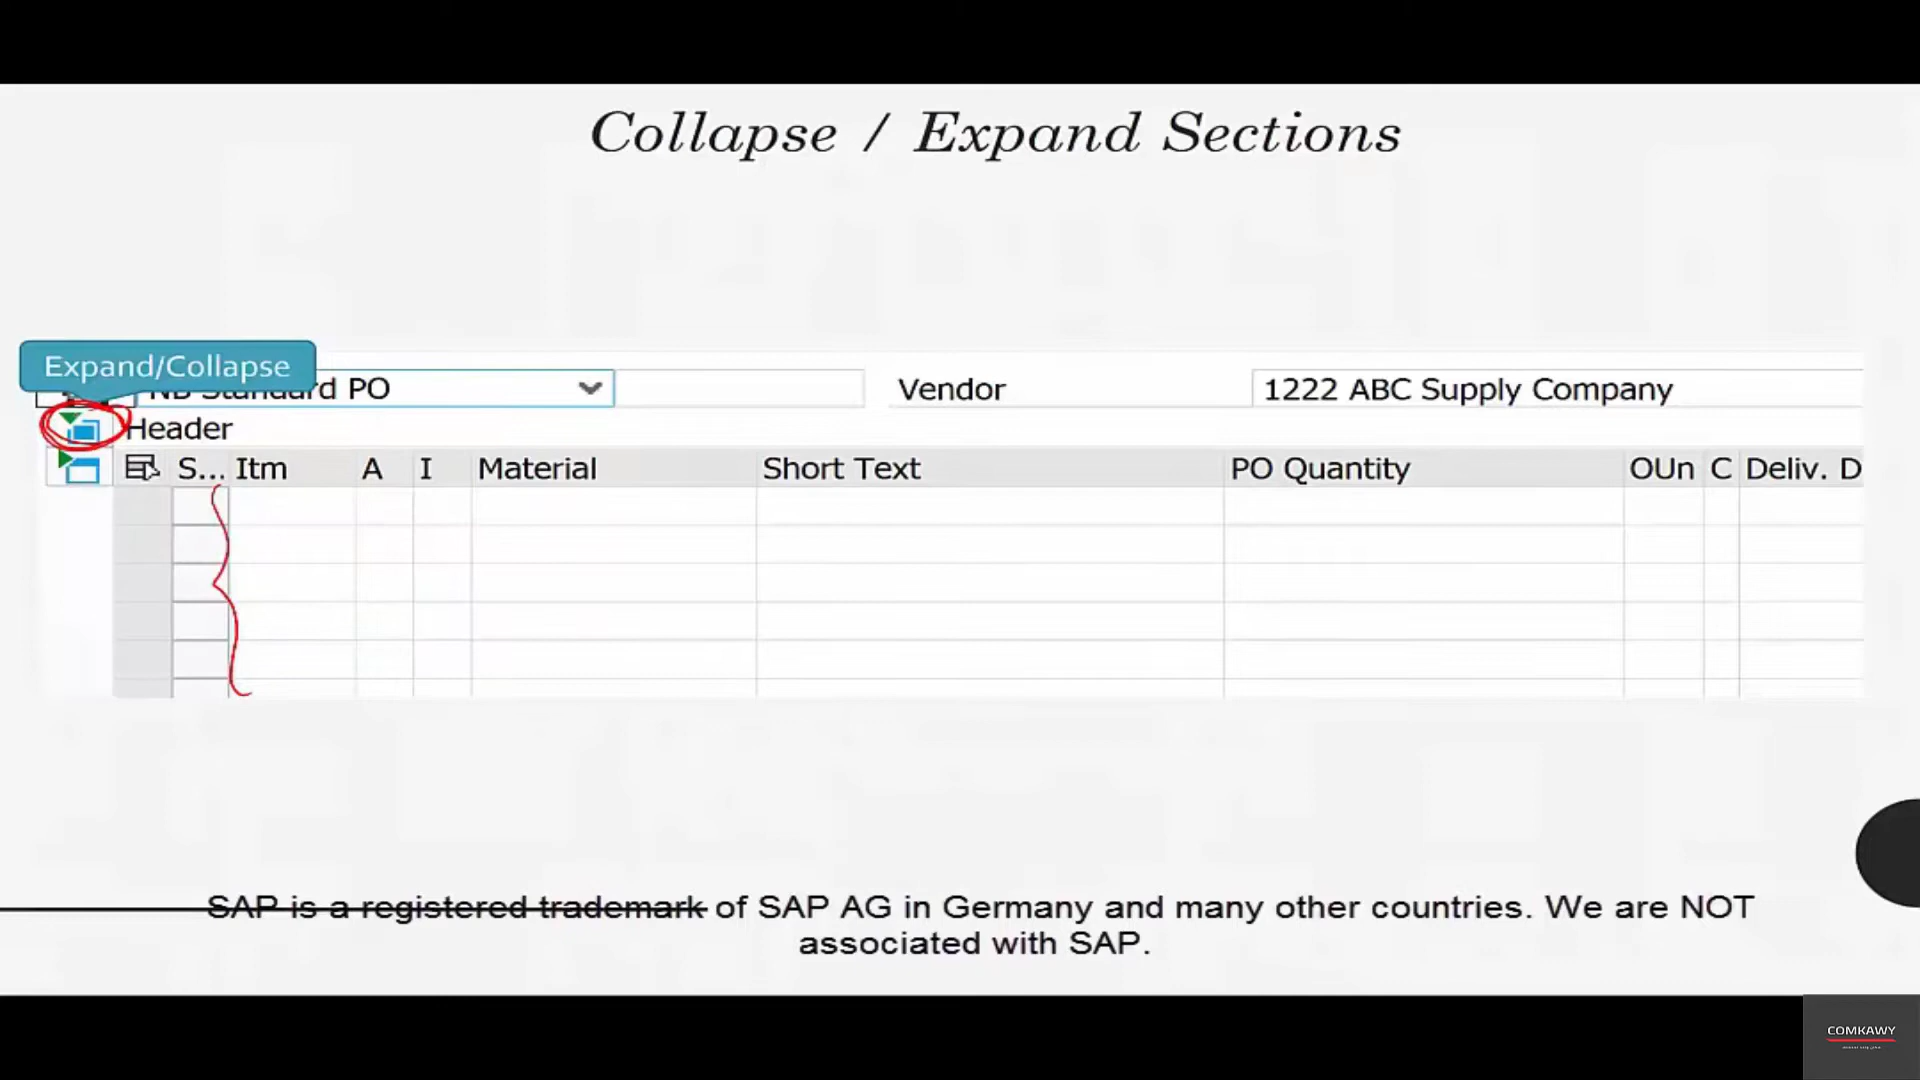 Collapse / Expand Sections
Expand/Collapse
NB Standard PO
Vendor
1222 ABC Supply Company
Header
S... Itm A I Material Short Text PO Quantity OUn C Deliv. D
SAP is a registered trademark of SAP AG in Germany and many other countries. We are NOT
associated with SAP.
COMKAWY